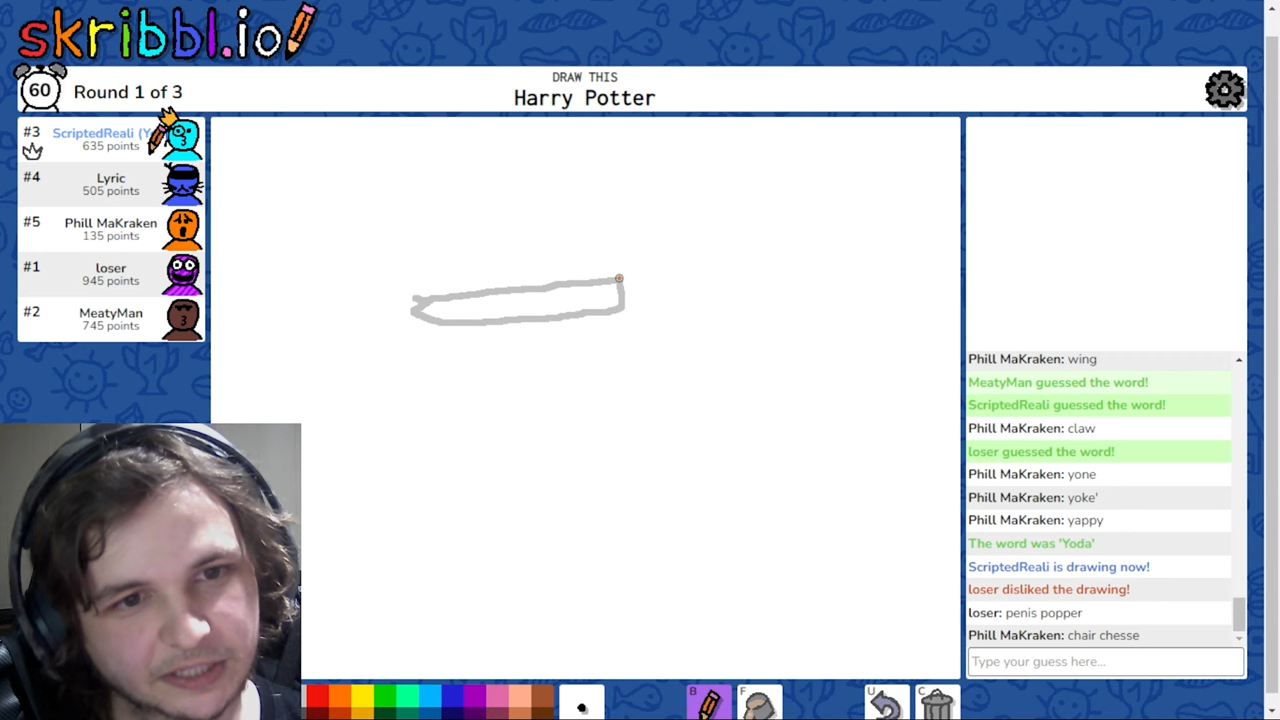 skribbl.io
60
Round 1 of 3
DRAW THIS
Harry Potter
#3
ScriptedReali (Y
635 points
#4
Lyric
505 points
#5
Phill MaKraken
135 points
#1
loser
945 points
#2
MeatyMan
745 points
Phill MaKraken: wing
MeatyMan guessed the word!
ScriptedReali guessed the word!
Phill MaKraken: claw
loser guessed the word!
Phill MaKraken: yone
Phill MaKraken: yoke'
Phill MaKraken: yappy
The word was 'Yoda'
ScriptedReali is drawing now!
loser disliked the drawing!
loser: penis popper
Phill MaKraken: chair chesse
Type your guess here...
B
F
U
C